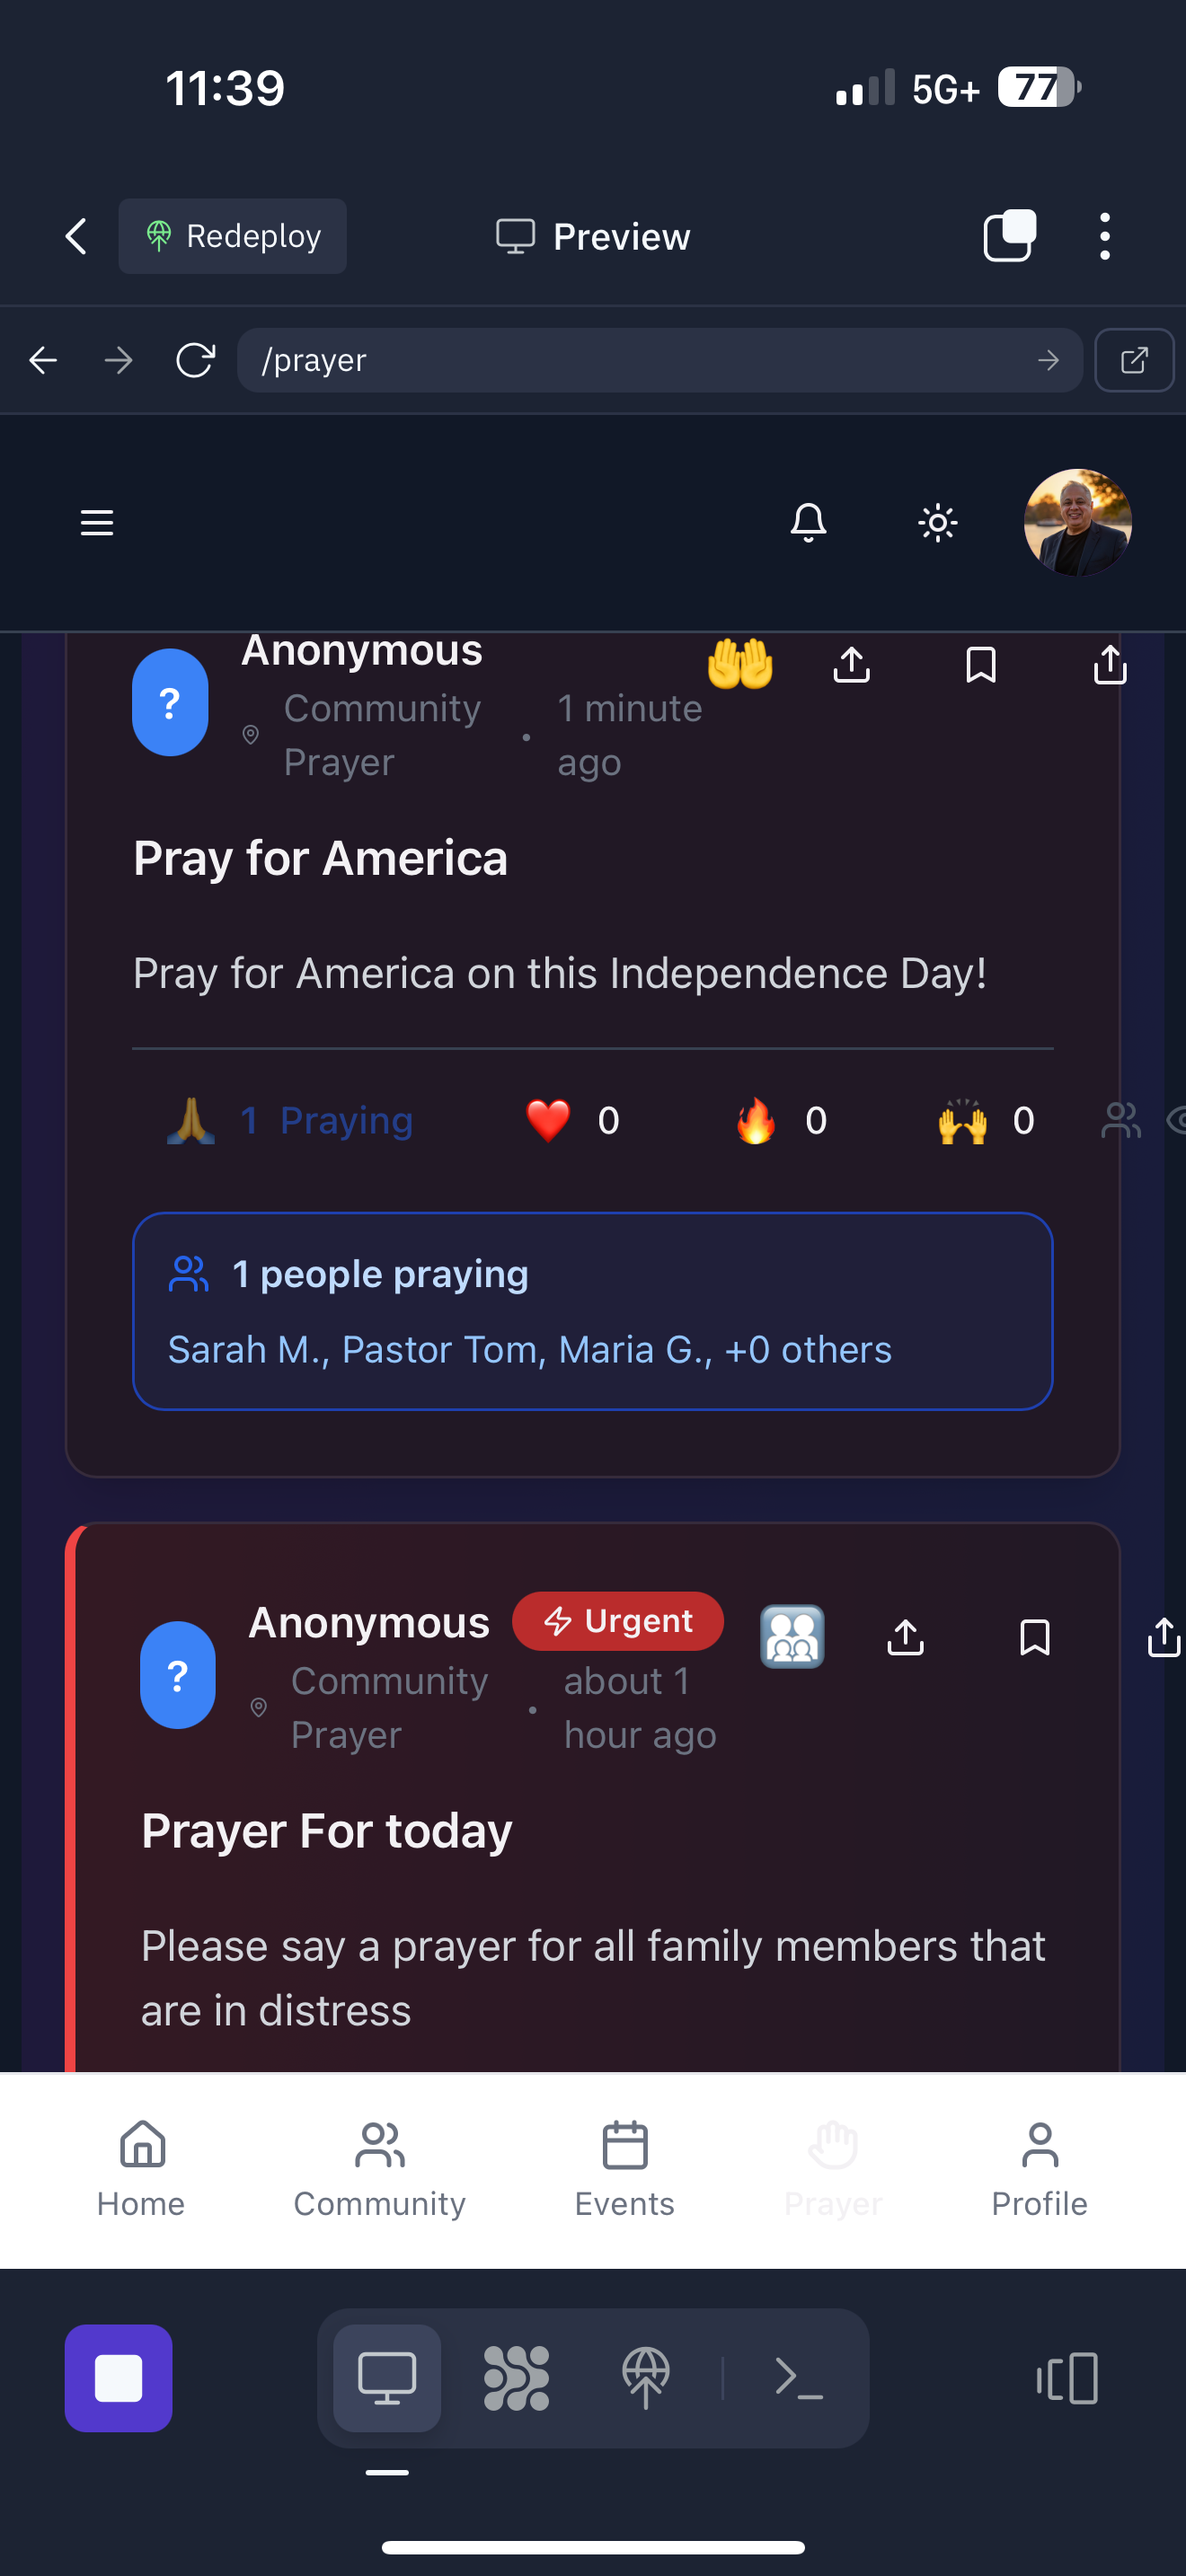 11:39
5G+
77
Redeploy
Preview
/prayer
Anonymous
?
Community
Prayer
•
1 minute
ago
Pray for America
Pray for America on this Independence Day!
1 Praying
0
0
0
1 people praying
Sarah M., Pastor Tom, Maria G., +0 others
Anonymous
Urgent
?
Community
Prayer
•
about 1
hour ago
Prayer For today
Please say a prayer for all family members that
are in distress
Home
Community
Events
Prayer
Profile